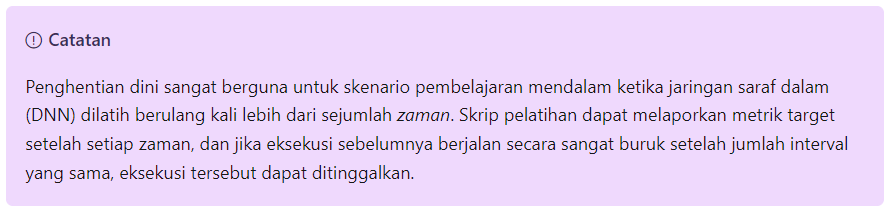 Catatan
Penghentian dini sangat berguna untuk skenario pembelajaran mendalam ketika jaringan saraf dalam
(DNN) dilatih berulang kali lebih dari sejumlah zaman. Skrip pelatihan dapat melaporkan metrik target
setelah setiap zaman, dan jika eksekusi sebelumnya berjalan secara sangat buruk setelah jumlah interval
yang sama, eksekusi tersebut dapat ditinggalkan.